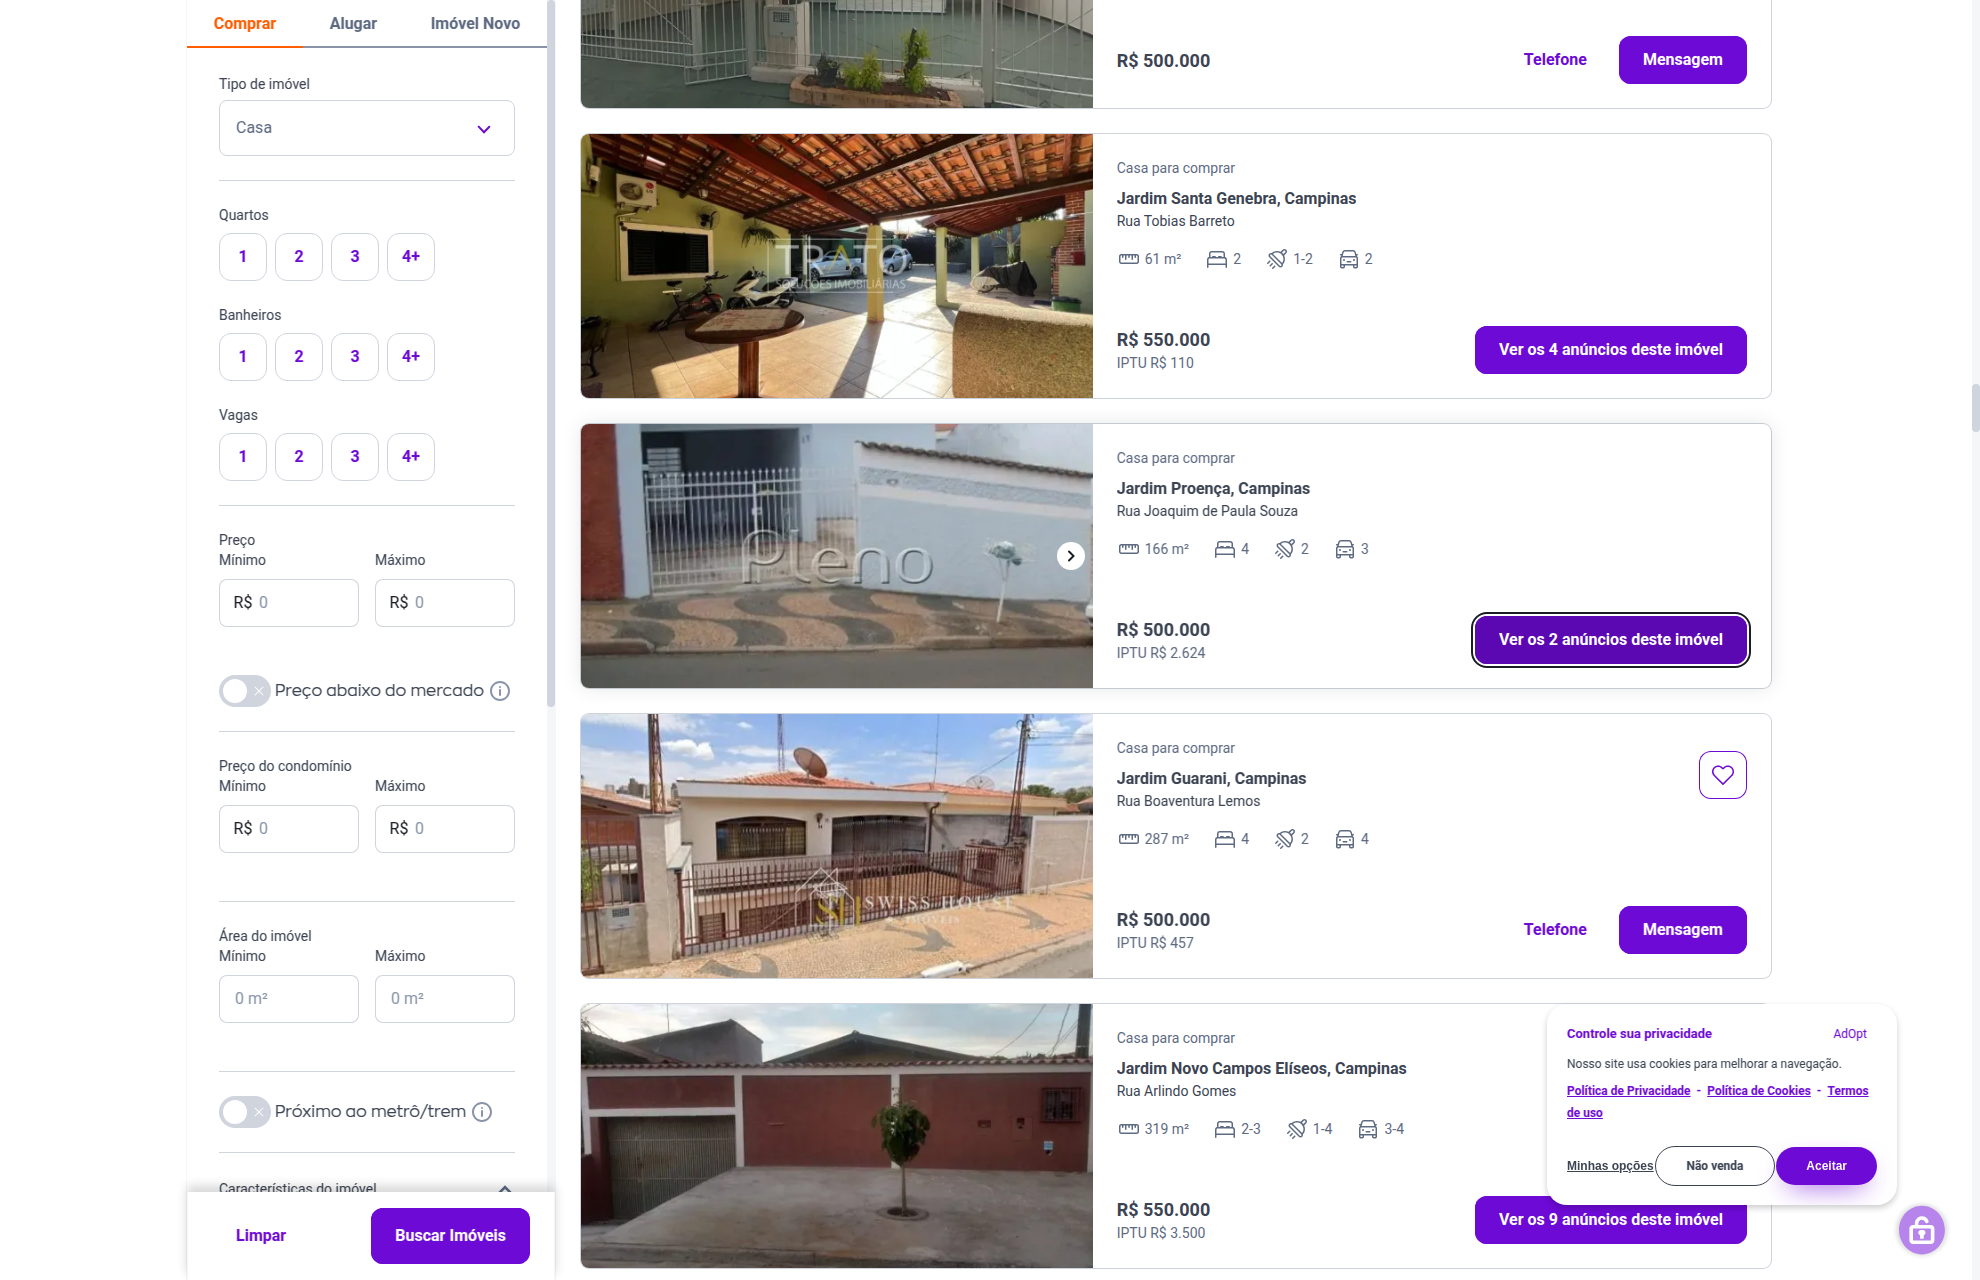 Comprar
Alugar
Imóvel Novo
Tipo de imóvel
Casa
Quartos
1
2
3
4+
Banheiros
1
2
3
4+
Vagas
1
2
3
4+
Preço
Mínimo
Máximo
R$ 0
R$ 0
Preço abaixo do mercado
Preço do condomínio
Mínimo
Máximo
R$ 0
R$ 0
Área do imóvel
Mínimo
Máximo
0 m²
0 m²
Próximo ao metrô/trem
Características do imóvel
Limpar
Buscar Imóveis
R$ 500.000
Telefone
Mensagem
TRATO
SOLUÇÕES IMOBILIÁRIAS
Casa para comprar
Jardim Santa Genebra, Campinas
Rua Tobias Barreto
61 m²
2
1-2
2
R$ 550.000
IPTU R$ 110
Ver os 4 anúncios deste imóvel
Pleno
Casa para comprar
Jardim Proença, Campinas
Rua Joaquim de Paula Souza
166 m²
4
2
3
R$ 500.000
IPTU R$ 2.624
Ver os 2 anúncios deste imóvel
SH
SWISS HOUSE
IMÓVEIS
Casa para comprar
Jardim Guarani, Campinas
Rua Boaventura Lemos
287 m²
4
2
4
R$ 500.000
IPTU R$ 457
Telefone
Mensagem
Casa para comprar
Jardim Novo Campos Elíseos, Campinas
Rua Arlindo Gomes
319 m²
2-3
1-4
3-4
R$ 550.000
IPTU R$ 3.500
Ver os 9 anúncios deste imóvel
Controle sua privacidade
AdOpt
Nosso site usa cookies para melhorar a navegação.
Política de Privacidade - Política de Cookies - Termos
de uso
Minhas opções
Não venda
Aceitar